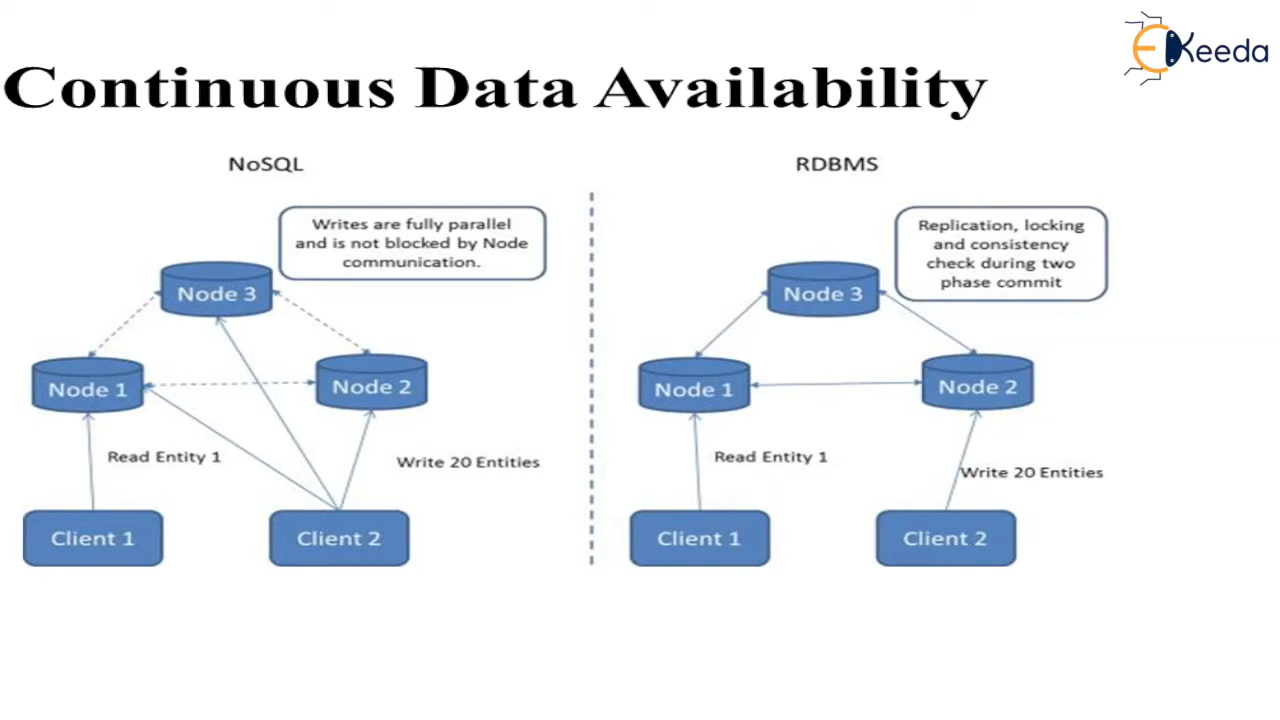 EKeeda
Continuous Data Availability
NoSQL
Writes are fully parallel
and is not blocked by Node
communication.
Node 3
Node 1
Node 2
Read Entity 1
Write 20 Entities
Client 1
Client 2
RDBMS
Replication, locking
and consistency
check during two
phase commit
Node 3
Node 1
Node 2
Read Entity 1
Write 20 Entities
Client 1
Client 2